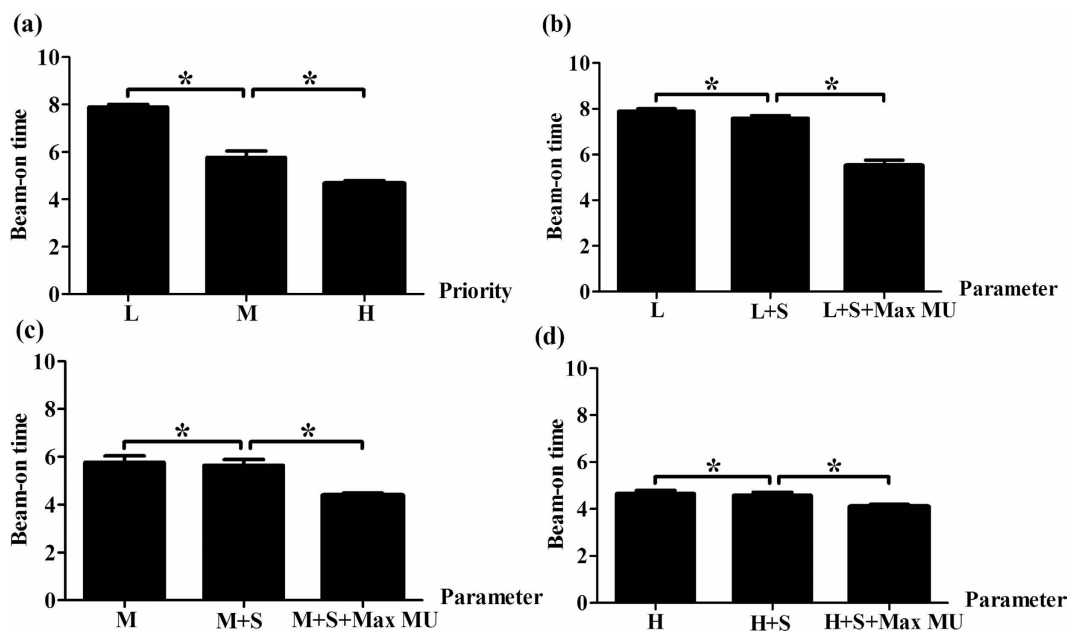 (a)
Beam-on time
10
8
6
4
2
0
*
*
L
M
H
Priority
(b)
Beam-on time
10
8
6
4
2
0
*
*
L
L+S
L+S+Max MU
Parameter
(c)
Beam-on time
10
8
6
4
2
0
*
*
M
M+S
M+S+Max MU
Parameter
(d)
Beam-on time
10
8
6
4
2
0
*
*
H
H+S
H+S+Max MU
Parameter